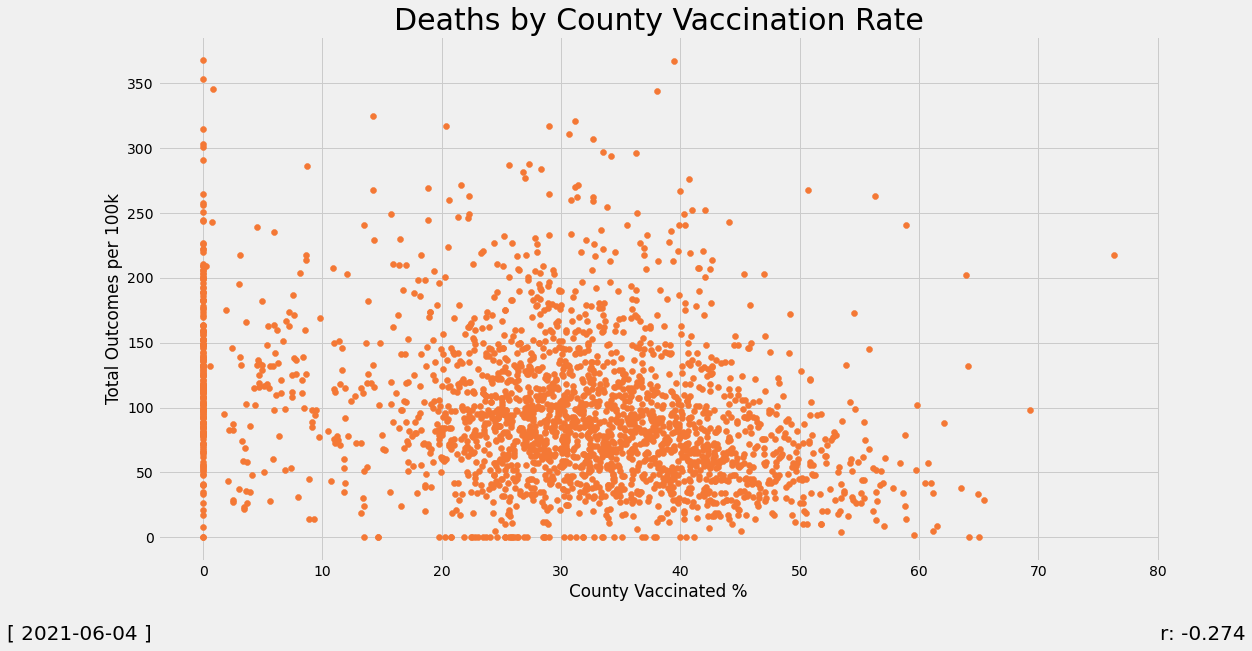 Deaths by County Vaccination Rate
350
300
250
200
150
100
50
0
Total Outcomes per 100k
0 10 20 30 40 50 60 70 80
County Vaccinated %
[ 2021-06-04 ]
r: -0.274